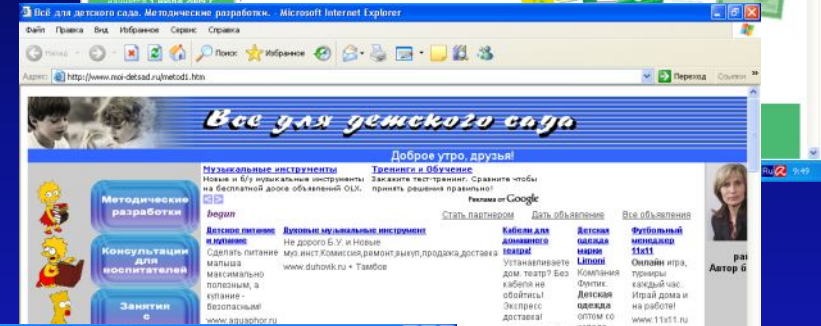 Всё для детского сада. Методические разработки. - Microsoft Internet Explorer
Файл Правка Вид Избранное Сервис Справка
Назад Поиск Избранное
Адрес: http://www.moi-detsad.ru/metod1.htm Переход Ссылки »
Все для детского сада
Доброе утро, друзья!
Музыкальные инструменты
Новые и б/у музыкальные инструменты
на бесплатной доске объявлений OLX.
Тренинги и Обучение
Закажите тест-тренинг. Сравните чтобы
принять решения правильно!
Реклама от Google
begun
Стать партнером Дать объявление Все объявления
Методические
разработки
Консультации
для
воспитателей
Занятия
с
Детское питание
и купание
Сделать питание
малыша
максимально
полезным, а
купание -
безопасным!
www.aquaphor.ru
Духовые музыкальные инструмент
Не дорого Б.У. и Новые
муз.инст,Комиссия,ремонт,выкуп,продажа,доставка
www.duhovik.ru • Тамбов
Кабели для
домашнего
театра!
Устанавливаете
дом. театр? Без
кабеля не
обойтись!
Экспресс
доставка!
Детская
одежда
марки
Limoni
Компания
Фунтик.
Детская
одежда
оптом со
Футбольный
менеджер
11x11
Онлайн игра,
турниры
каждый час.
Играй дома и
на работе!
www.11x11.ru
Автор б
Ru 9:49